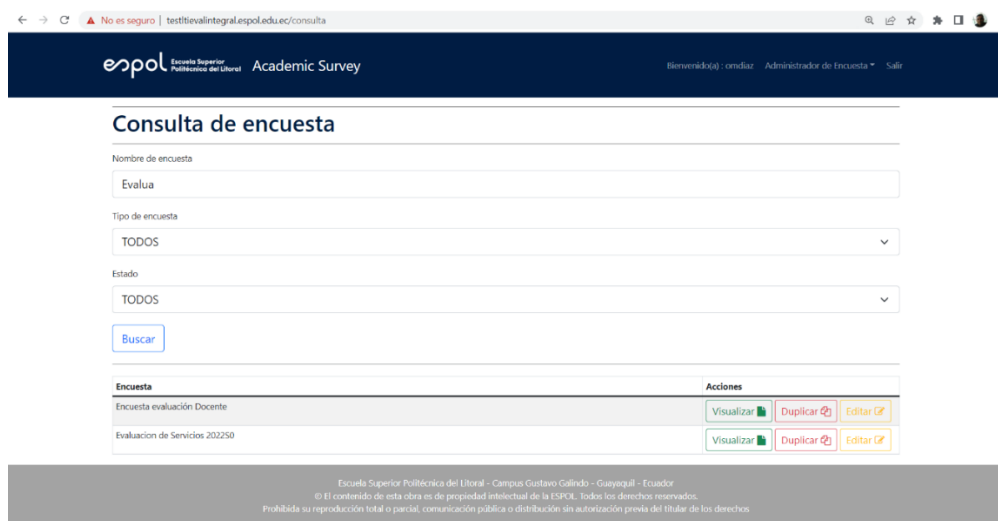 No es seguro | testltievalintegral.espol.edu.ec/consulta
espol Escuela Superior Politécnica del Litoral Academic Survey
Bienvenido(a) : omdiaz Administrador de Encuesta Salir
Consulta de encuesta
Nombre de encuesta
Evalua
Tipo de encuesta
TODOS
Estado
TODOS
Buscar
Encuesta Acciones
Encuesta evaluación Docente Visualizar Duplicar Editar
Evaluacion de Servicios 2022S0 Visualizar Duplicar Editar
Escuela Superior Politécnica del Litoral - Campus Gustavo Galindo - Guayaquil - Ecuador
© El contenido de esta obra es de propiedad intelectual de la ESPOL. Todos los derechos reservados.
Prohibida su reproducción total o parcial, comunicación pública o distribución sin autorización previa del titular de los derechos